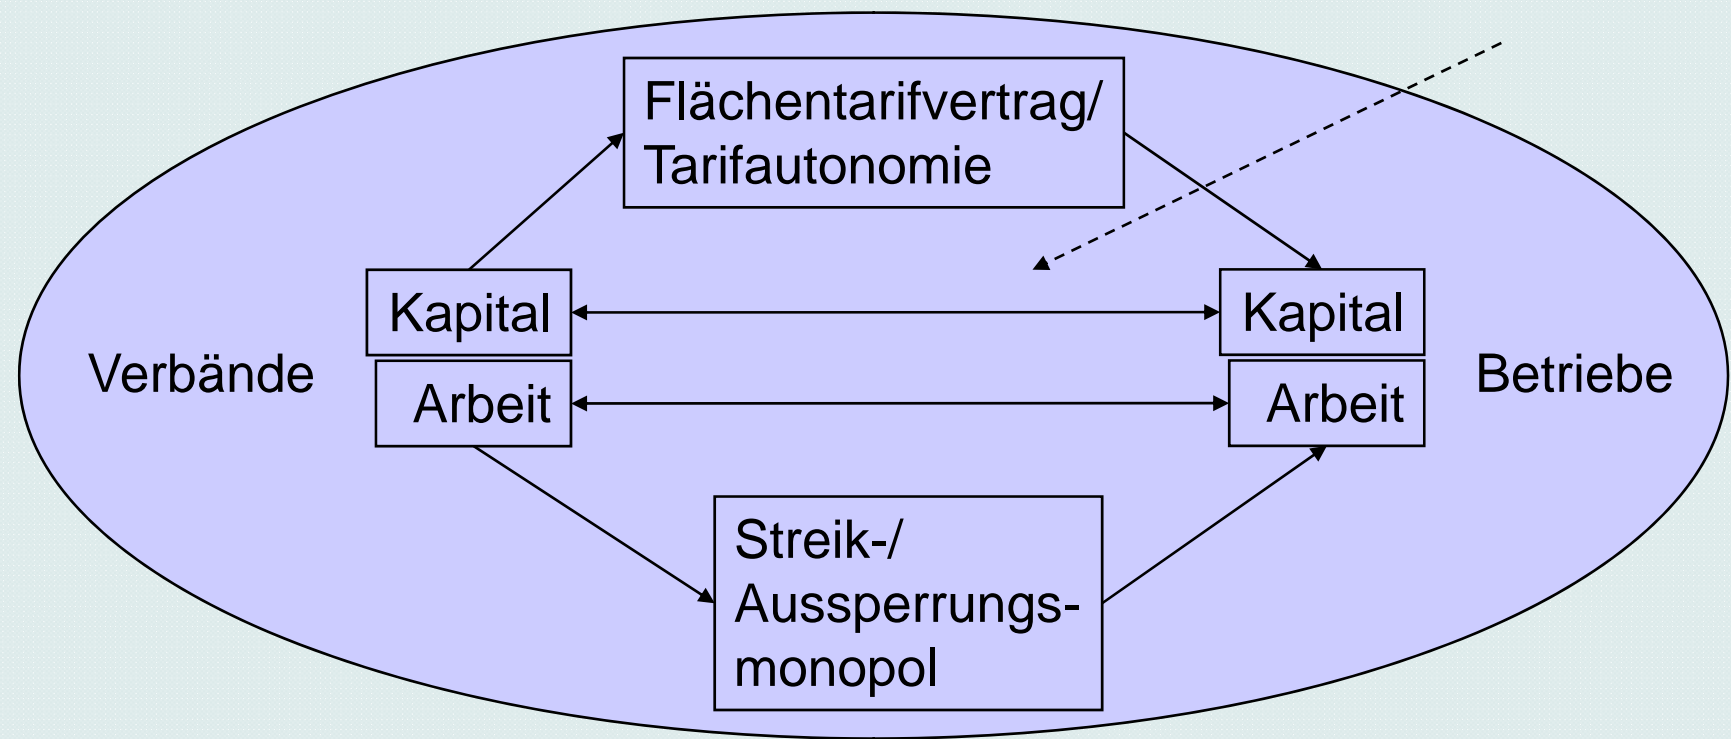 Flächentarifvertrag/
Tarifautonomie
Kapital
Kapital
Verbände
Betriebe
Arbeit
Arbeit
Streik-/
Aussperrungs-
monopol